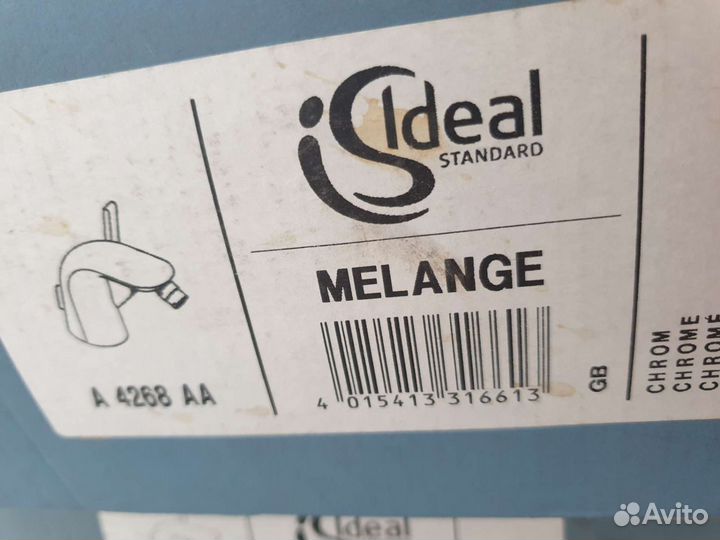 Ideal
STANDARD
MELANGE
A 4268 AA
4 015413 316613
GB
CHROM
CHROME
CHROMÉ
Ideal
Avito